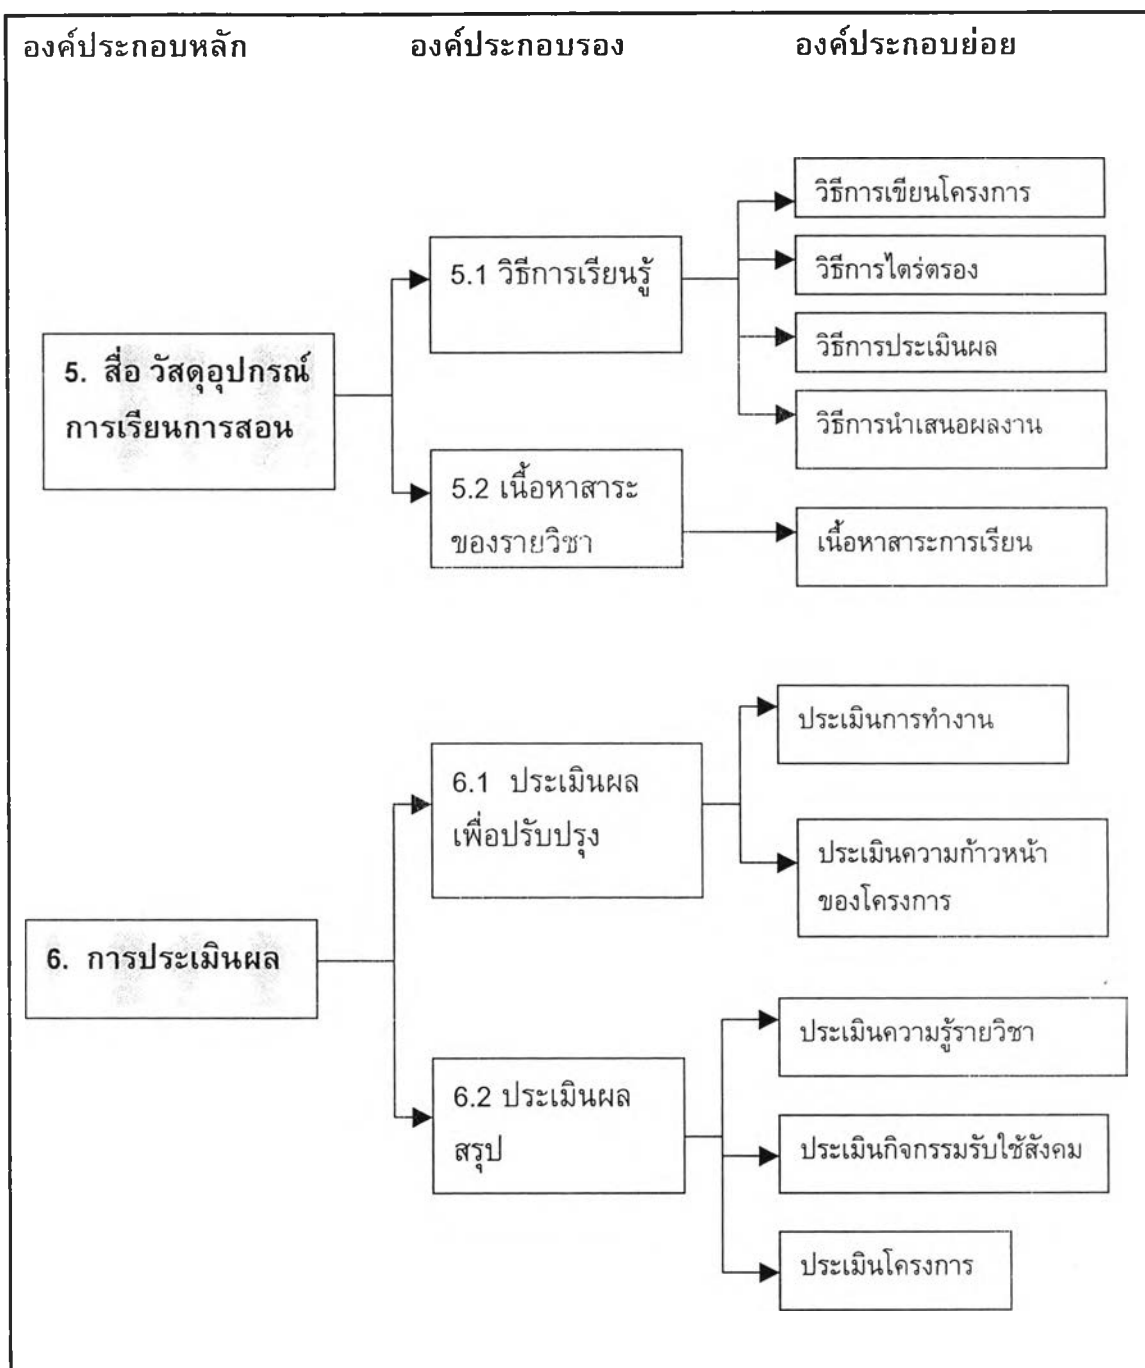 องค์ประกอบหลัก องค์ประกอบรอง องค์ประกอบย่อย
5. สื่อ วัสดุอุปกรณ์
การเรียนการสอน
5.1 วิธีการเรียนรู้
วิธีการเขียนโครงการ
วิธีการไตร่ตรอง
วิธีการประเมินผล
วิธีการนำเสนอผลงาน
5.2 เนื้อหาสาระ
ของรายวิชา
เนื้อหาสาระการเรียน
6. การประเมินผล
6.1 ประเมินผล
เพื่อปรับปรุง
ประเมินการทำงาน
ประเมินความก้าวหน้า
ของโครงการ
6.2 ประเมินผล
สรุป
ประเมินความรู้รายวิชา
ประเมินกิจกรรมรับใช้สังคม
ประเมินโครงการ